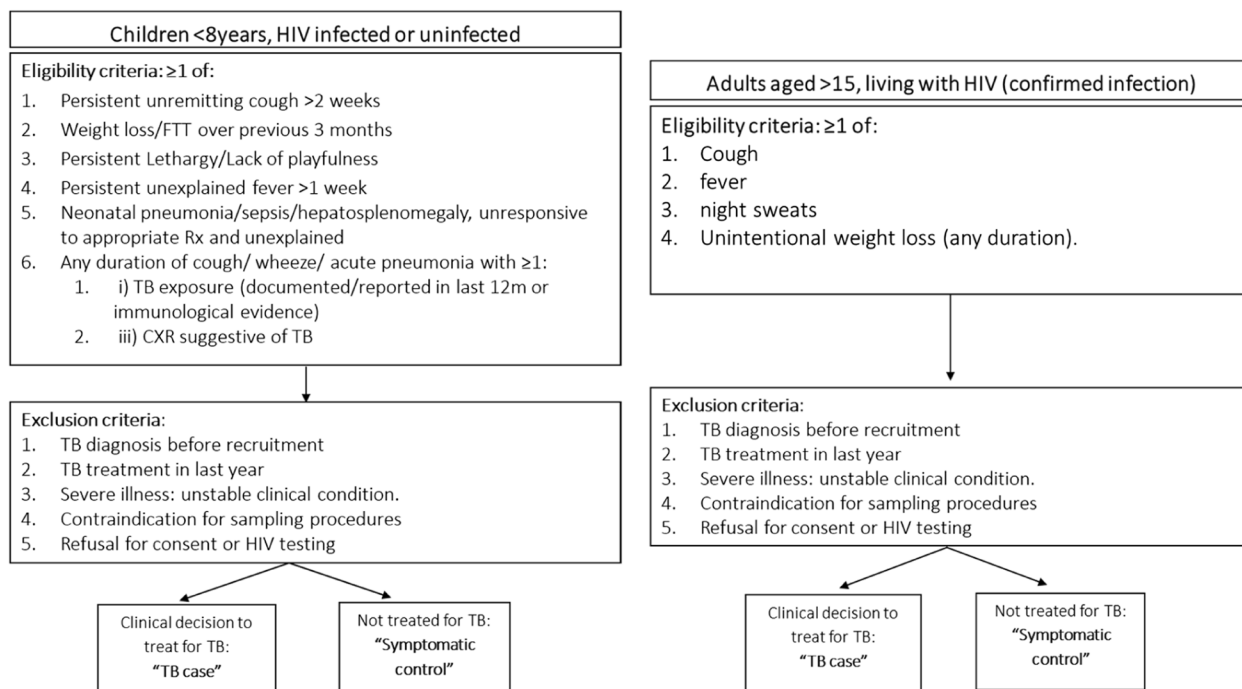 Children <8years, HIV infected or uninfected
Eligibility criteria: ≥1 of:
1. Persistent unremitting cough >2 weeks
2. Weight loss/FTT over previous 3 months
3. Persistent Lethargy/Lack of playfulness
4. Persistent unexplained fever >1 week
5. Neonatal pneumonia/sepsis/hepatosplenomegaly, unresponsive
to appropriate Rx and unexplained
6. Any duration of cough/ wheeze/ acute pneumonia with ≥1:
1. i) TB exposure (documented/reported in last 12m or
immunological evidence)
2. iii) CXR suggestive of TB
Exclusion criteria:
1. TB diagnosis before recruitment
2. TB treatment in last year
3. Severe illness: unstable clinical condition.
4. Contraindication for sampling procedures
5. Refusal for consent or HIV testing
Clinical decision to
treat for TB:
“TB case”
Not treated for TB:
“Symptomatic
control”
Adults aged >15, living with HIV (confirmed infection)
Eligibility criteria: ≥1 of:
1. Cough
2. fever
3. night sweats
4. Unintentional weight loss (any duration).
Exclusion criteria:
1. TB diagnosis before recruitment
2. TB treatment in last year
3. Severe illness: unstable clinical condition.
4. Contraindication for sampling procedures
5. Refusal for consent or HIV testing
Clinical decision to
treat for TB:
“TB case”
Not treated for TB:
“Symptomatic
control”